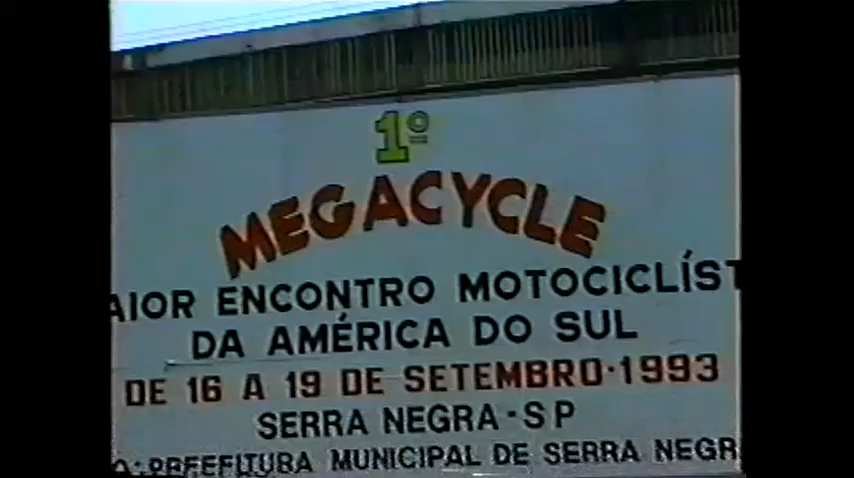 1º
MEGACYCLE
AIOR ENCONTRO MOTOCICLÍST
DA AMÉRICA DO SUL
DE 16 A 19 DE SETEMBRO·1993
SERRA NEGRA-SP
O: PREFEITURA MUNICIPAL DE SERRA NEGR